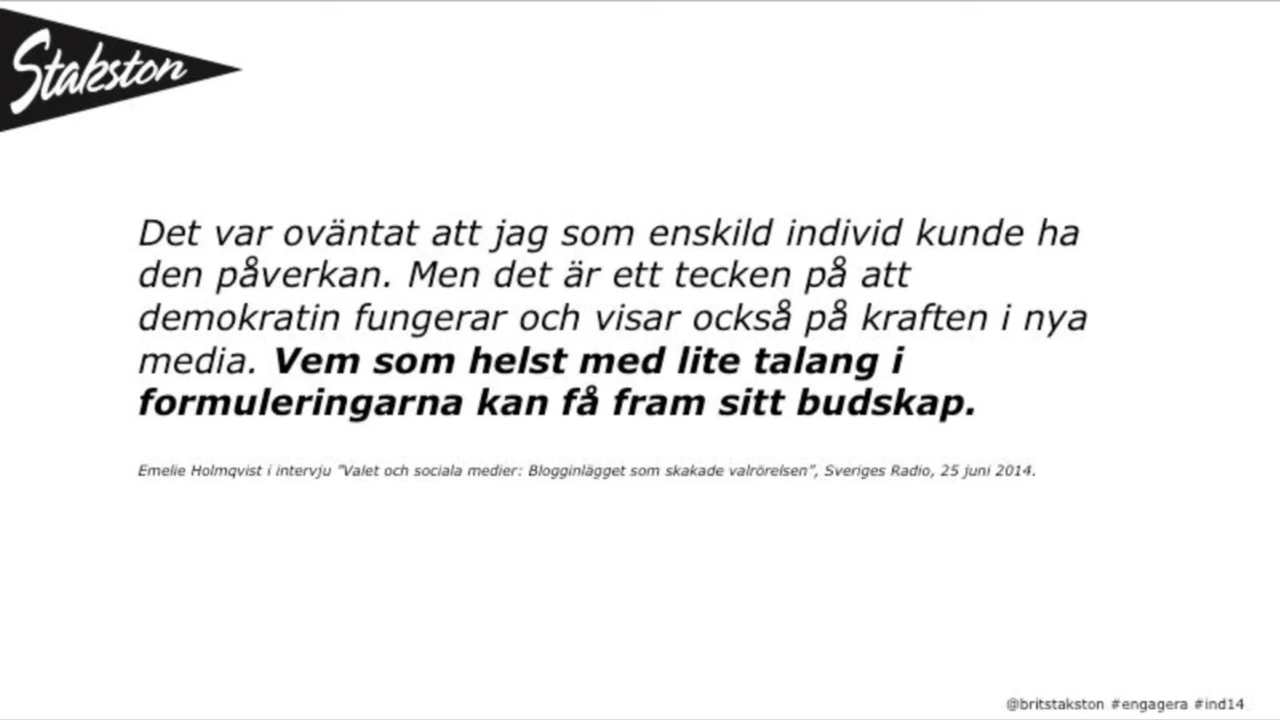 Stakston
Det var oväntat att jag som enskild individ kunde ha
den påverkan. Men det är ett tecken på att
demokratin fungerar och visar också på kraften i nya
media. Vem som helst med lite talang i
formuleringarna kan få fram sitt budskap.
Emelie Holmqvist i intervju ”Valet och sociala medier: Blogginlägget som skakade valrörelsen”, Sveriges Radio, 25 juni 2014.
@britstakston #engagera #ind14